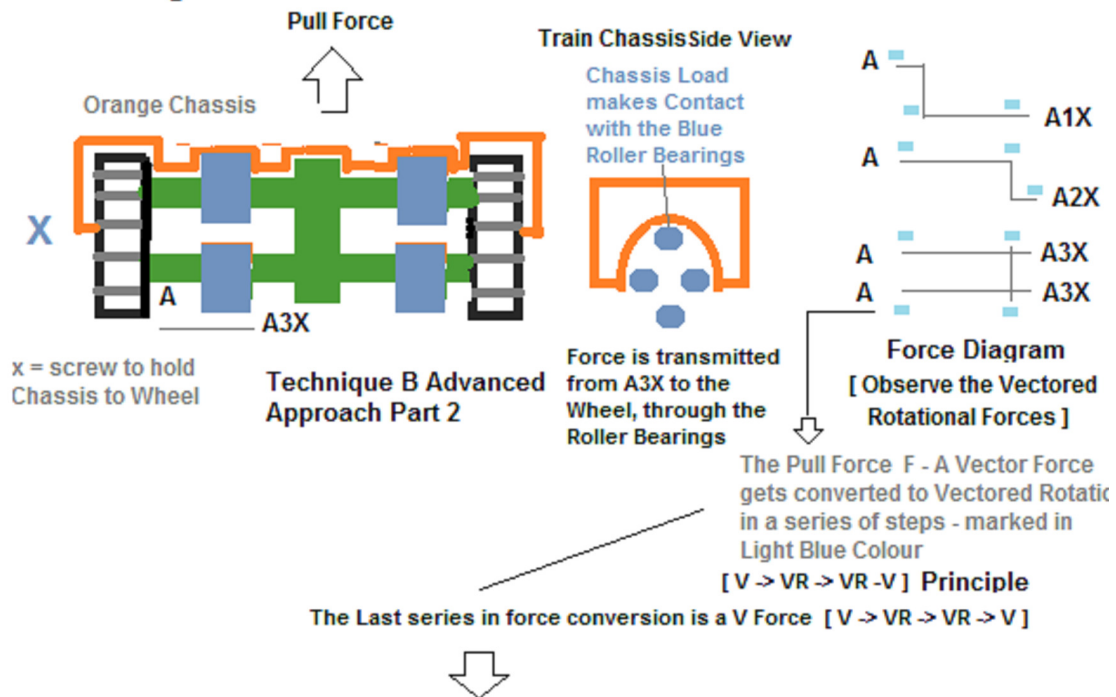 Pull Force
Orange Chassis
X
A
A3X
x = screw to hold
Chassis to Wheel
Technique B Advanced
Approach Part 2
Train Chassis Side View
Chassis Load
makes Contact
with the Blue
Roller Bearings
Force is transmitted
from A3X to the
Wheel, through the
Roller Bearings
A
A1X
A
A2X
A A3X
A A3X
Force Diagram
[ Observe the Vectored
Rotational Forces ]
The Pull Force F - A Vector Force
gets converted to Vectored Rotatic
in a series of steps - marked in
Light Blue Colour
[ V -> VR -> VR -V ] Principle
The Last series in force conversion is a V Force [ V -> VR -> VR -> V ]